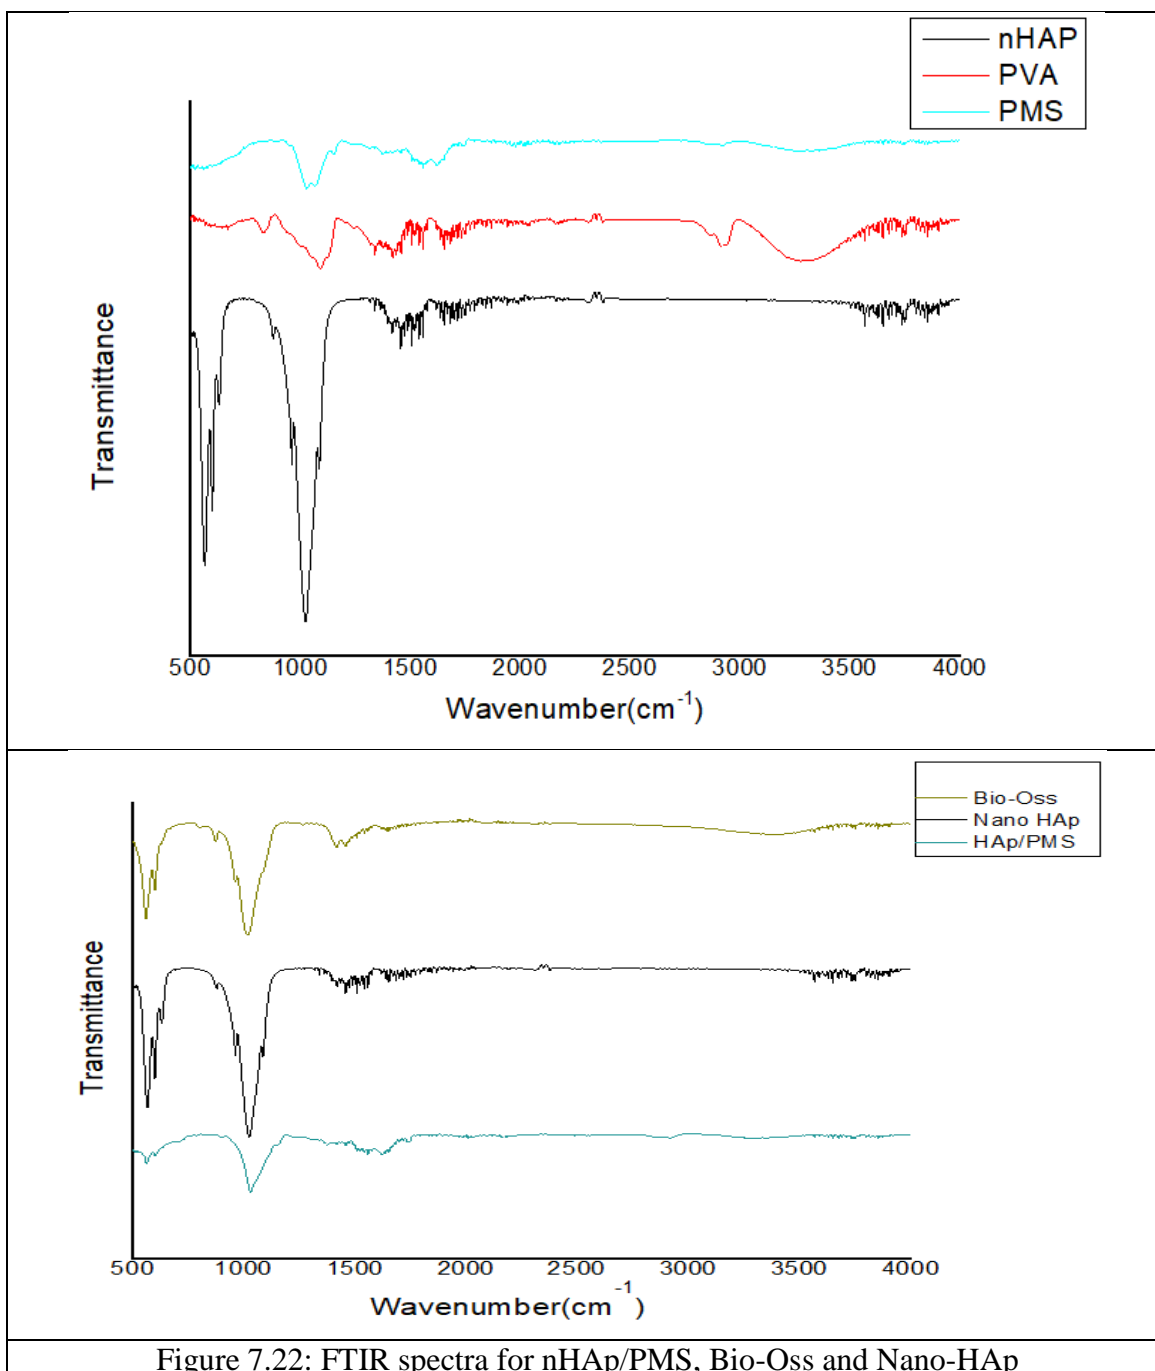 nHAP
PVA
PMS
Transmittance
500 1000 1500 2000 2500 3000 3500 4000
Wavenumber(cm⁻¹)
Bio-Oss
Nano HAp
HAp/PMS
Transmittance
500 1000 1500 2000 2500 3000 3500 4000
Wavenumber(cm⁻¹)
Figure 7.22: FTIR spectra for nHAp/PMS, Bio-Oss and Nano-HAp